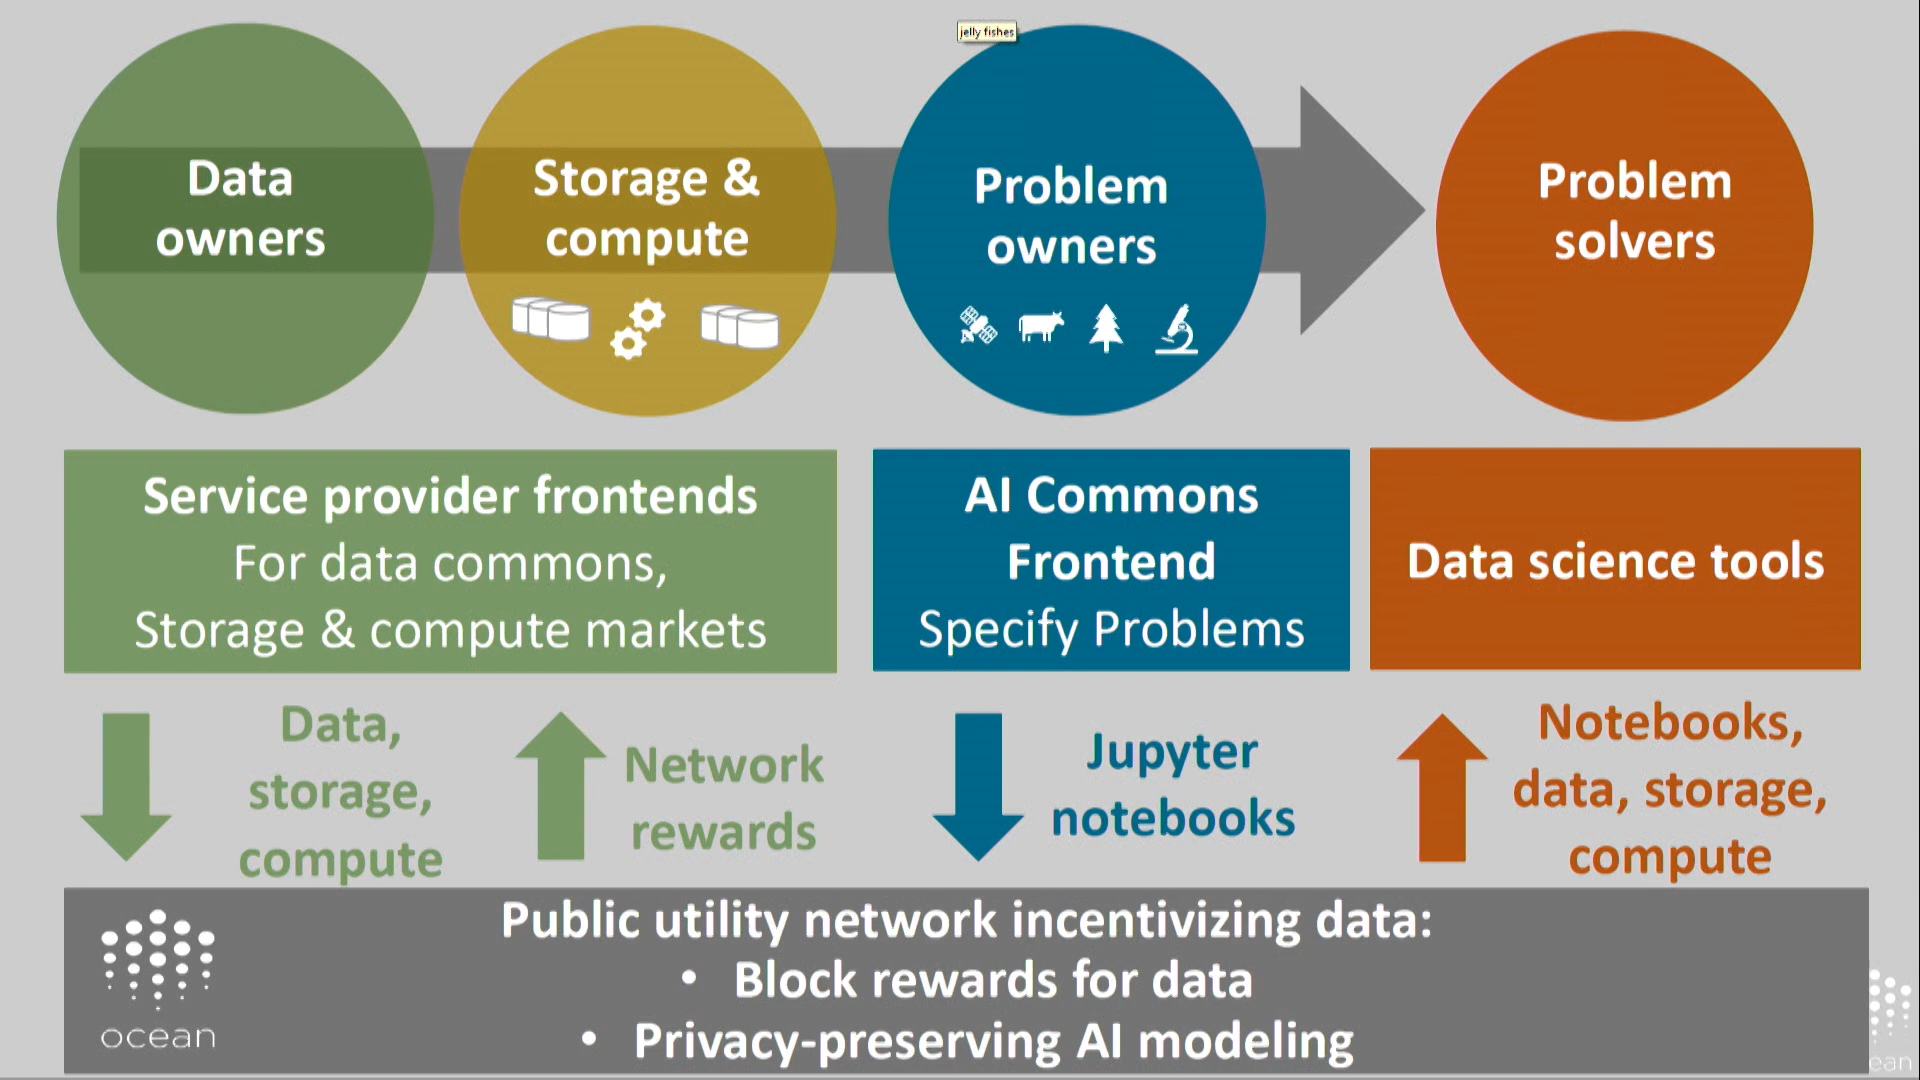 jelly fishes
Data
owners
Storage &
compute
Problem
owners
Problem
solvers
Service provider frontends
For data commons,
Storage & compute markets
AI Commons
Frontend
Specify Problems
Data science tools
Data,
storage,
compute
Network
rewards
Jupyter
notebooks
Notebooks,
data, storage,
compute
Public utility network incentivizing data:
• Block rewards for data
• Privacy-preserving AI modeling
ocean
ean